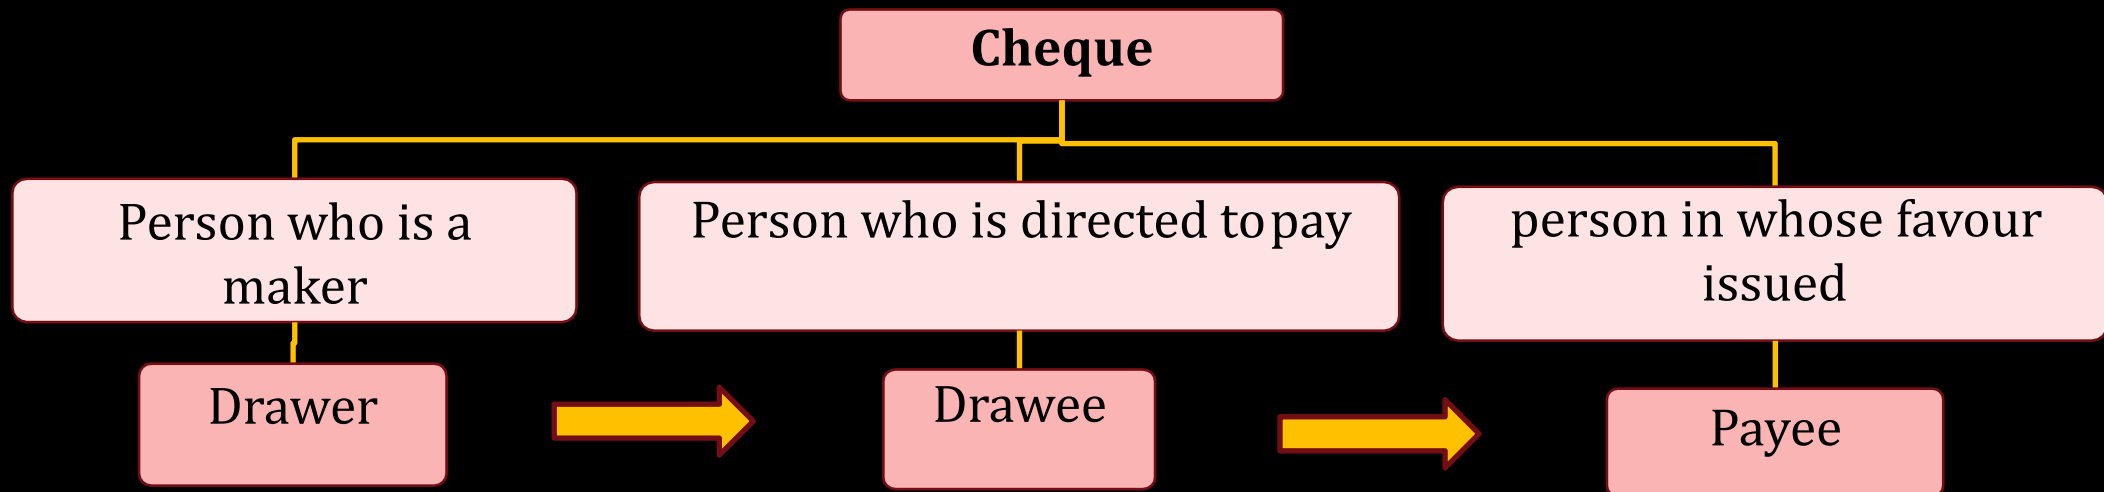 Cheque
Person who is a
maker
Person who is directed to pay
person in whose favour
issued
Drawer
Drawee
Payee